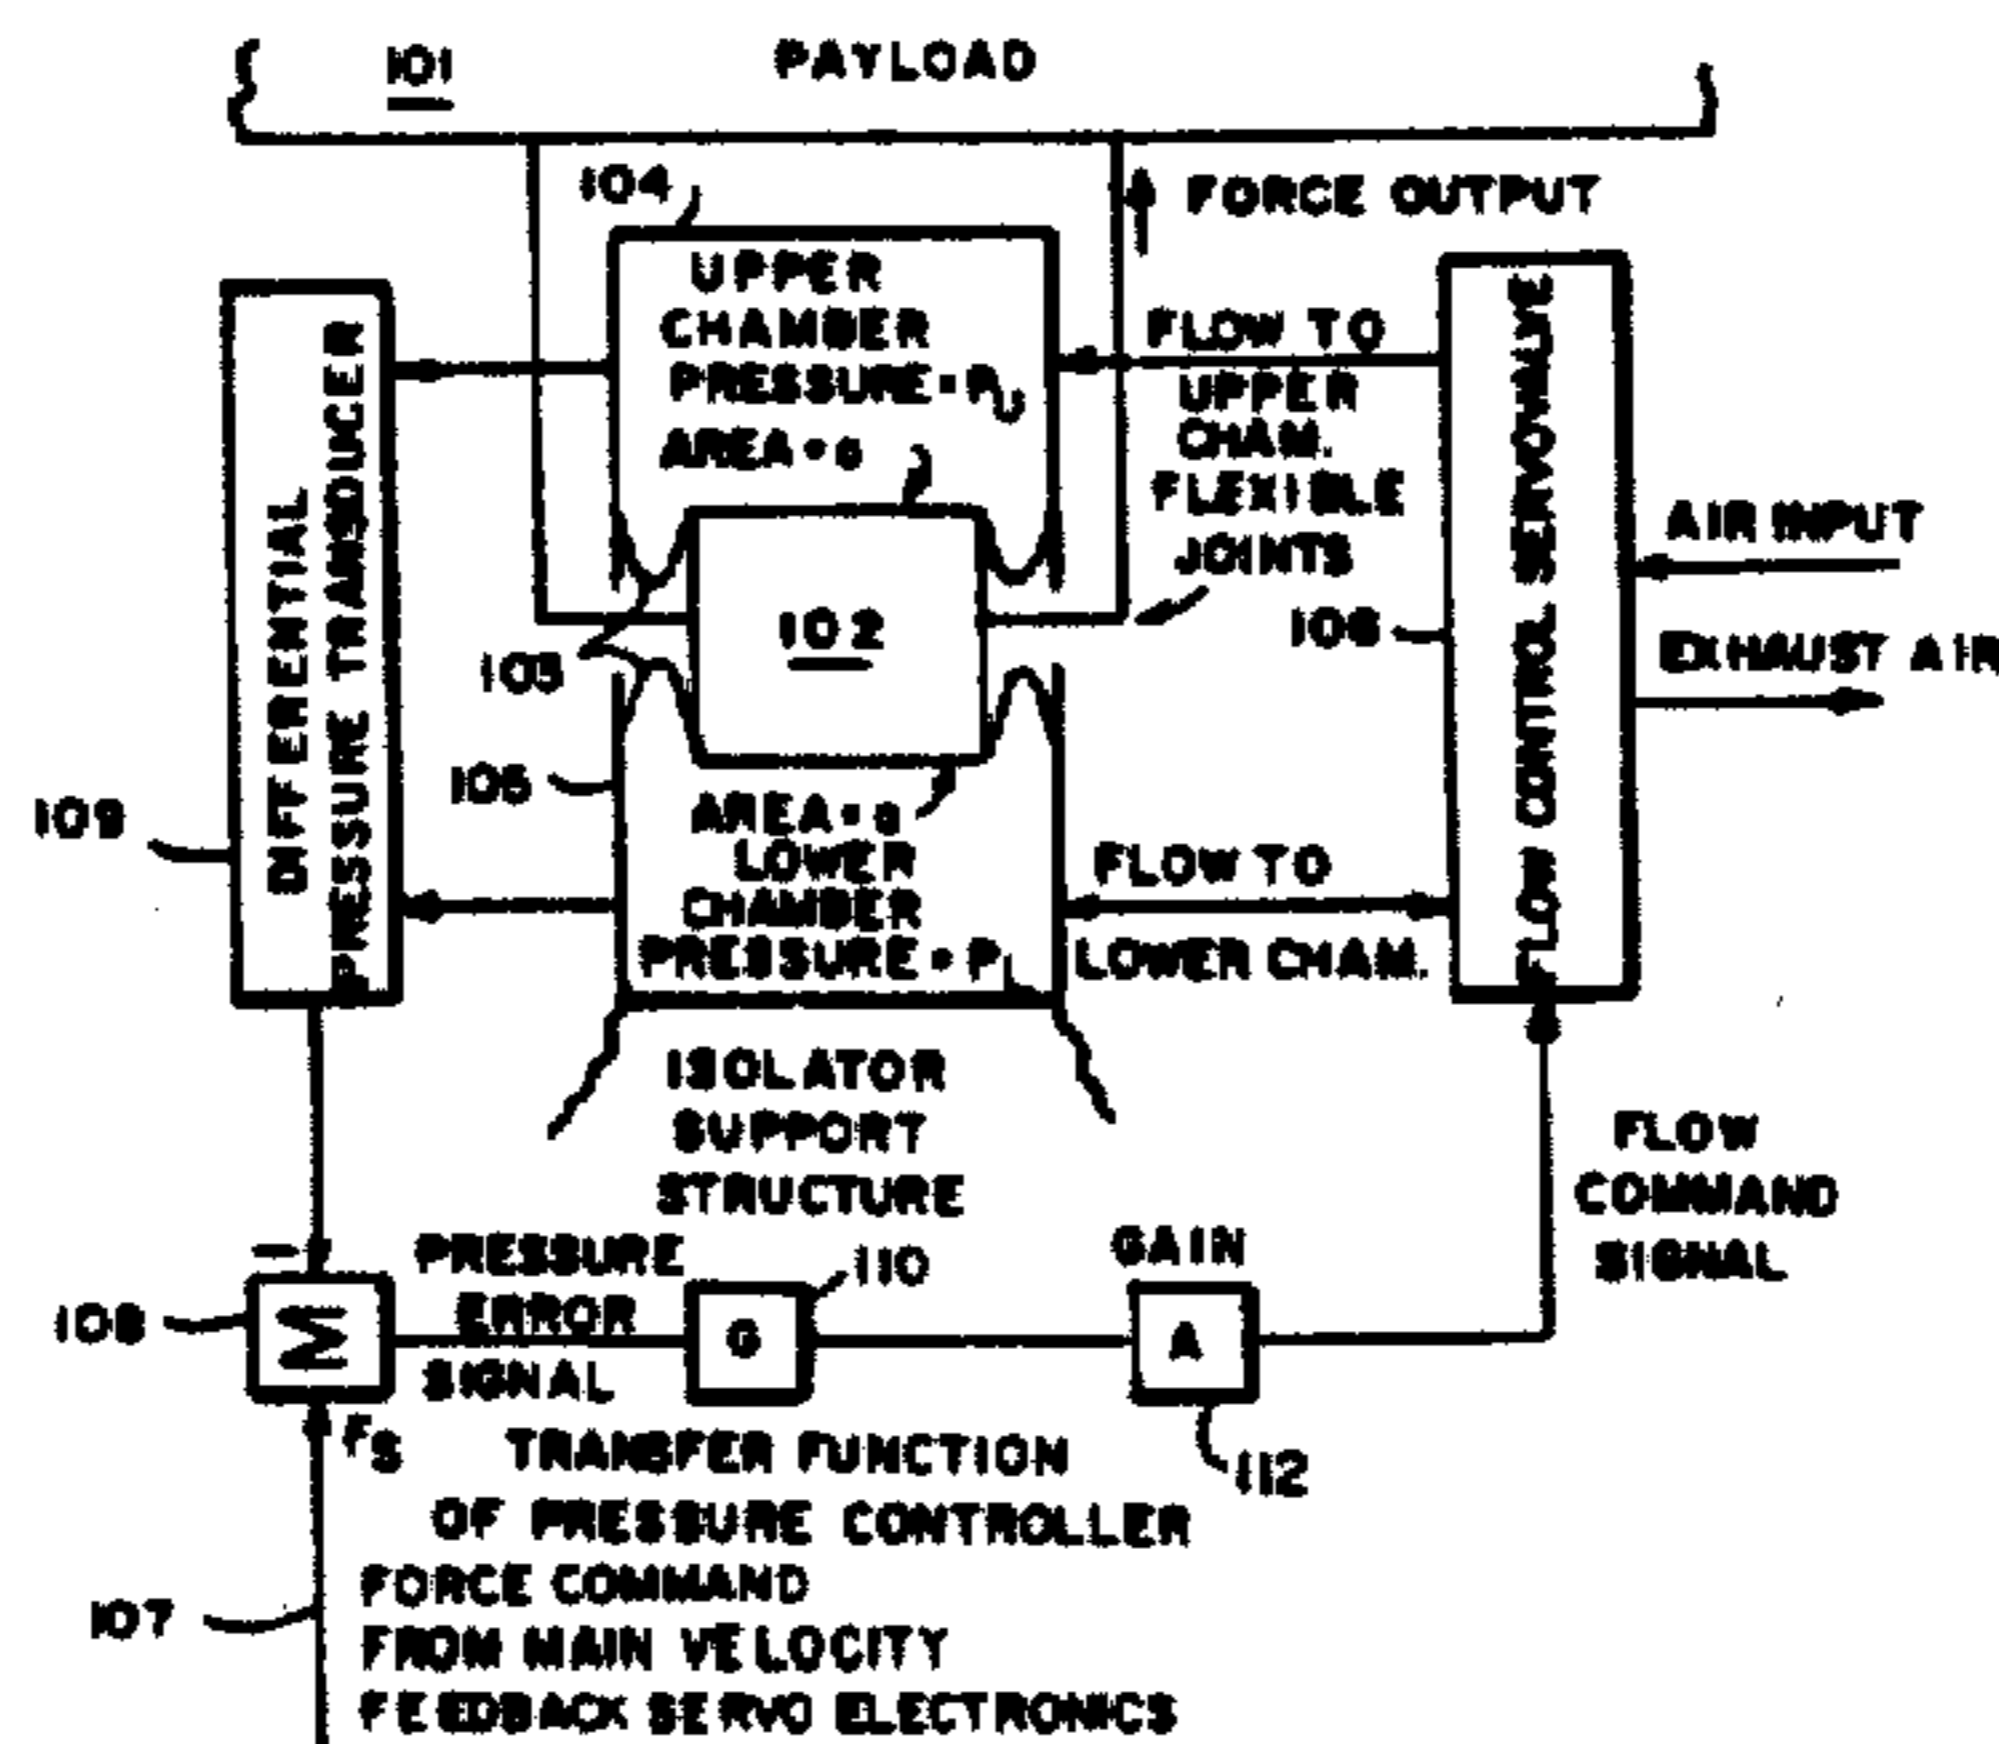 101
PAYLOAD
104
FORCE OUTPUT
UPPER
CHAMBER
PRESSURE = PU
AREA = a
FLOW TO
UPPER
CHAM.
FLEXIBLE
JOINTS
DIFFERENTIAL
PRESSURE TRANSDUCER
FLOW CONTROL SERVOVALVE
AIR INPUT
EXHAUST AIR
102
105
106
109
AREA = a
LOWER
CHAMBER
PRESSURE = PL
FLOW TO
LOWER CHAM.
ISOLATOR
SUPPORT
STRUCTURE
FLOW
COMMAND
SIGNAL
108
Σ
PRESSURE
ERROR
SIGNAL
110
G
GAIN
A
112
FS
TRANSFER FUNCTION
OF PRESSURE CONTROLLER
107
FORCE COMMAND
FROM MAIN VELOCITY
FEEDBACK SERVO ELECTRONICS